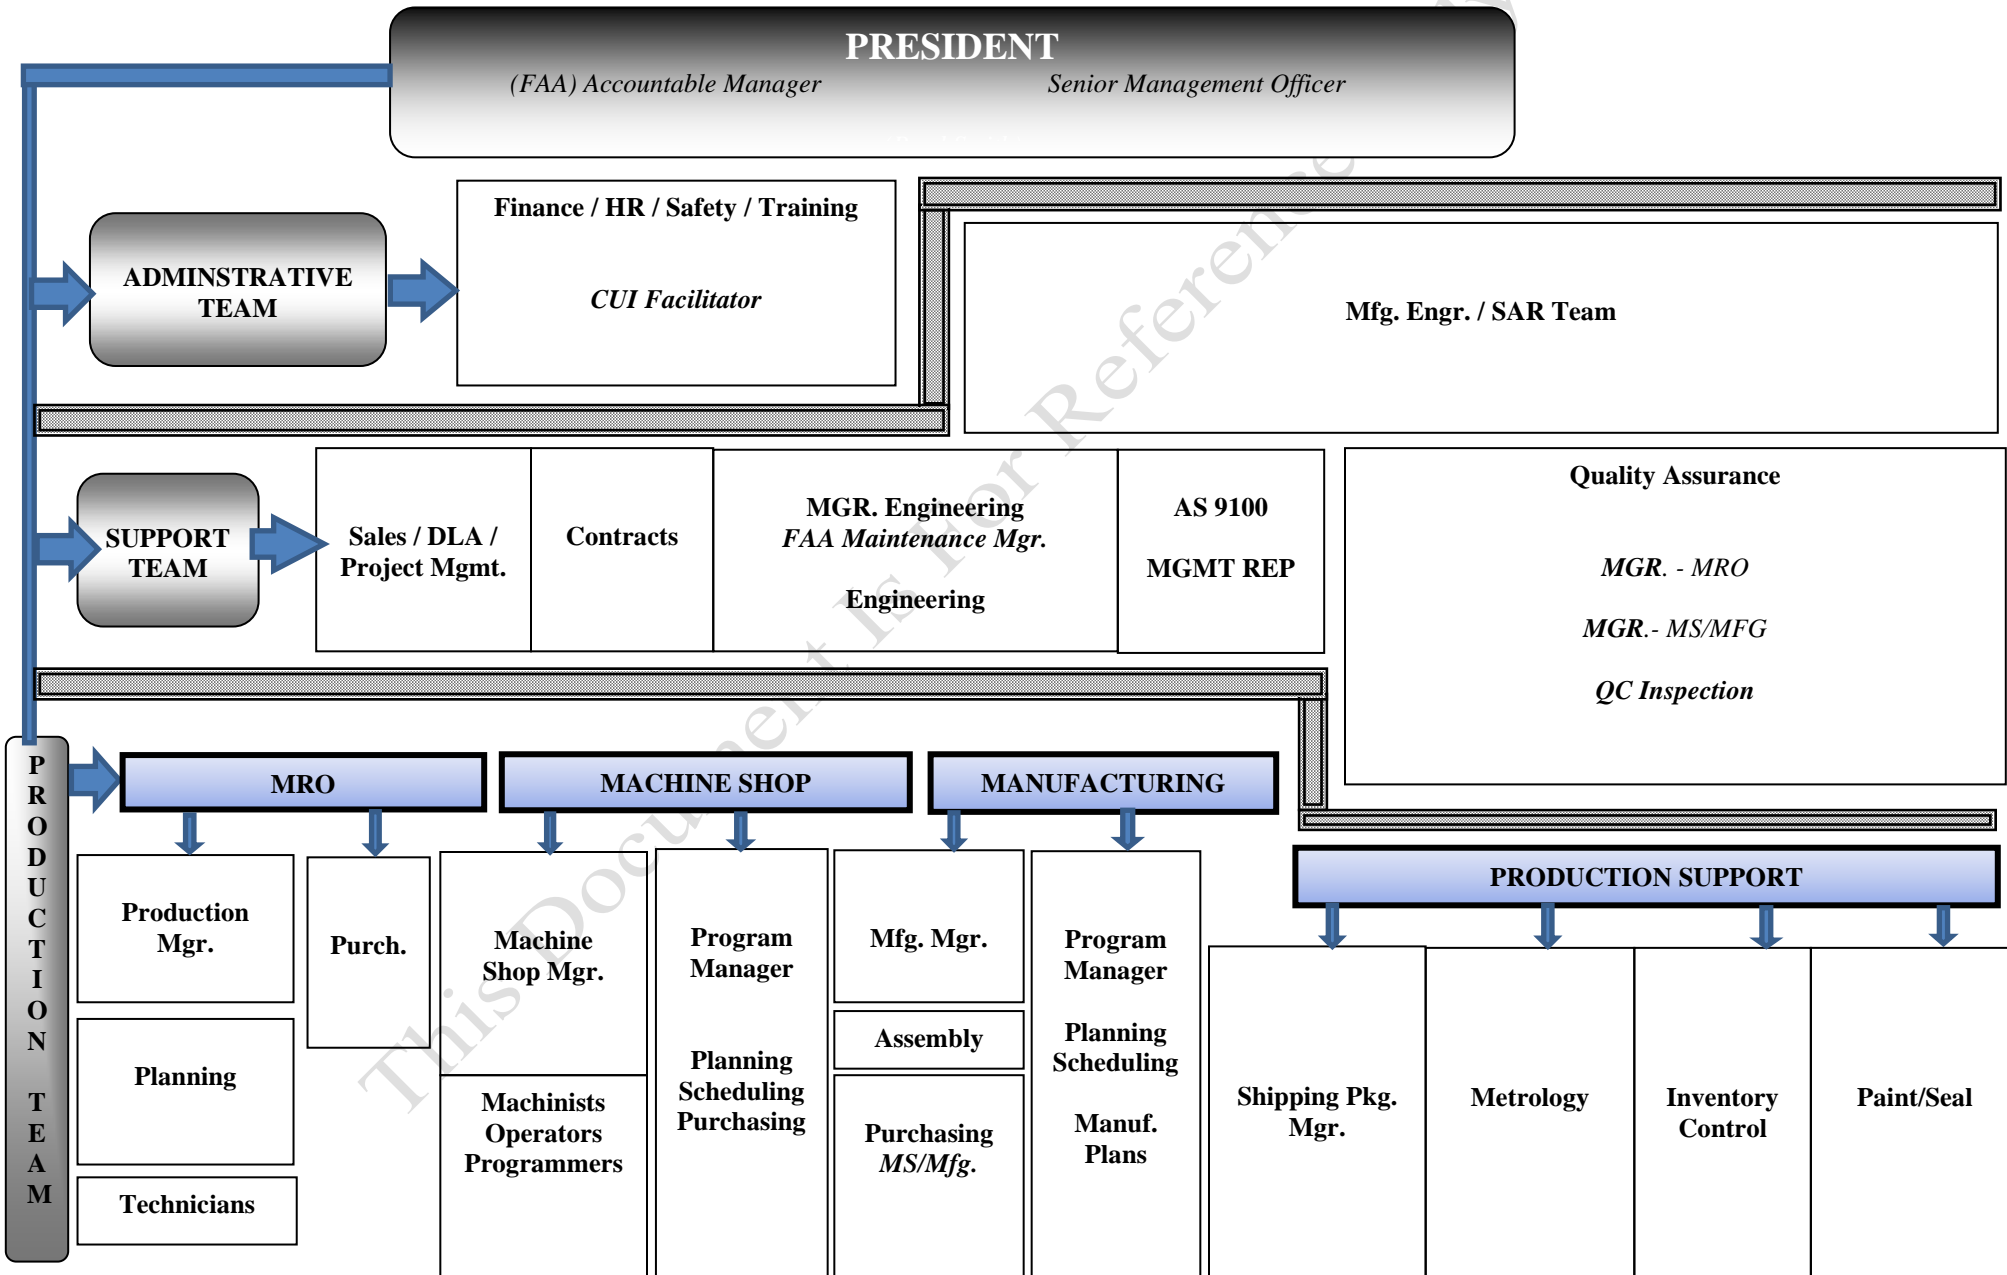 PRESIDENT
(FAA) Accountable Manager
Senior Management Officer
Finance / HR / Safety / Training
CUI Facilitator
ADMINSTRATIVE
TEAM
Mfg. Engr. / SAR Team
SUPPORT
TEAM
Sales / DLA /
Project Mgmt.
Contracts
MGR. Engineering
FAA Maintenance Mgr.
Engineering
AS 9100
MGMT REP
Quality Assurance
MGR. - MRO
MGR.- MS/MFG
QC Inspection
PRODUCTION TEAM
MRO
MACHINE SHOP
MANUFACTURING
PRODUCTION SUPPORT
Production
Mgr.
Planning
Technicians
Purch.
Machine
Shop Mgr.
Machinists
Operators
Programmers
Program
Manager
Planning
Scheduling
Purchasing
Mfg. Mgr.
Assembly
Purchasing
MS/Mfg.
Program
Manager
Planning
Scheduling
Manuf.
Plans
Shipping Pkg.
Mgr.
Metrology
Inventory
Control
Paint/Seal
This Document Is For Reference